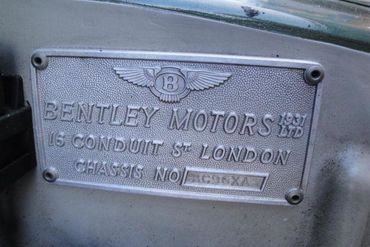 B
BENTLEY MOTORS 1931 LTD
16 CONDUIT ST LONDON
CHASSIS NO